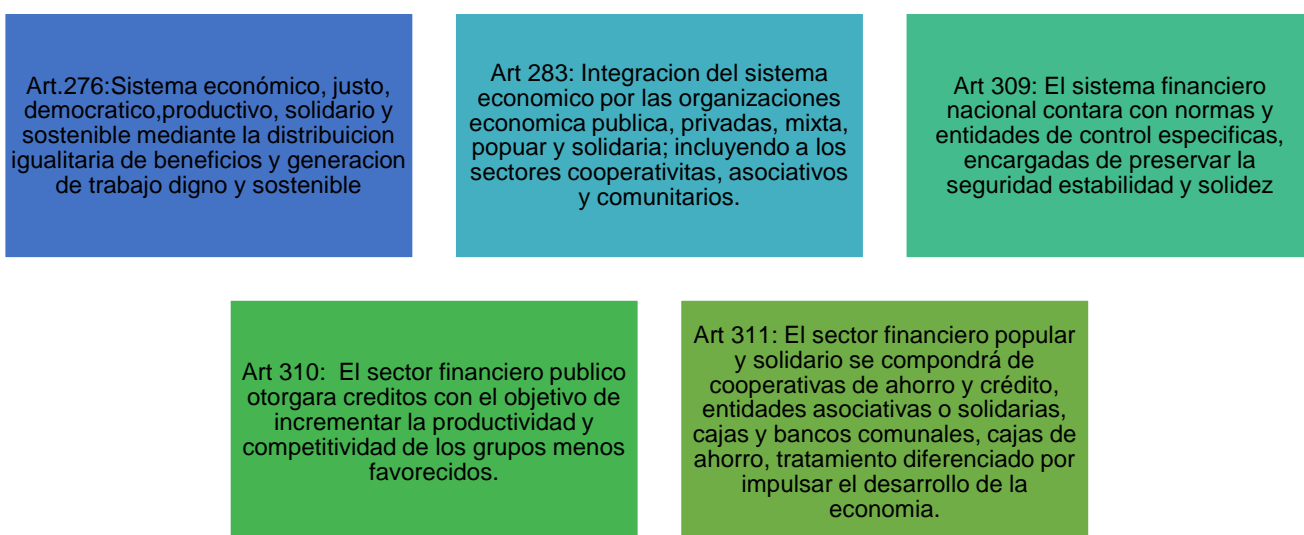 Art.276:Sistema económico, justo,
democratico,productivo, solidario y
sostenible mediante la distribuicion
igualitaria de beneficios y generacion
de trabajo digno y sostenible
Art 283: Integracion del sistema
economico por las organizaciones
economica publica, privadas, mixta,
popuar y solidaria; incluyendo a los
sectores cooperativitas, asociativos
y comunitarios.
Art 309: El sistema financiero
nacional contara con normas y
entidades de control especificas,
encargadas de preservar la
seguridad estabilidad y solidez
Art 310:  El sector financiero publico
otorgara creditos con el objetivo de
incrementar la productividad y
competitividad de los grupos menos
favorecidos.
Art 311: El sector financiero popular
y solidario se compondrá de
cooperativas de ahorro y crédito,
entidades asociativas o solidarias,
cajas y bancos comunales, cajas de
ahorro, tratamiento diferenciado por
impulsar el desarrollo de la
economia.